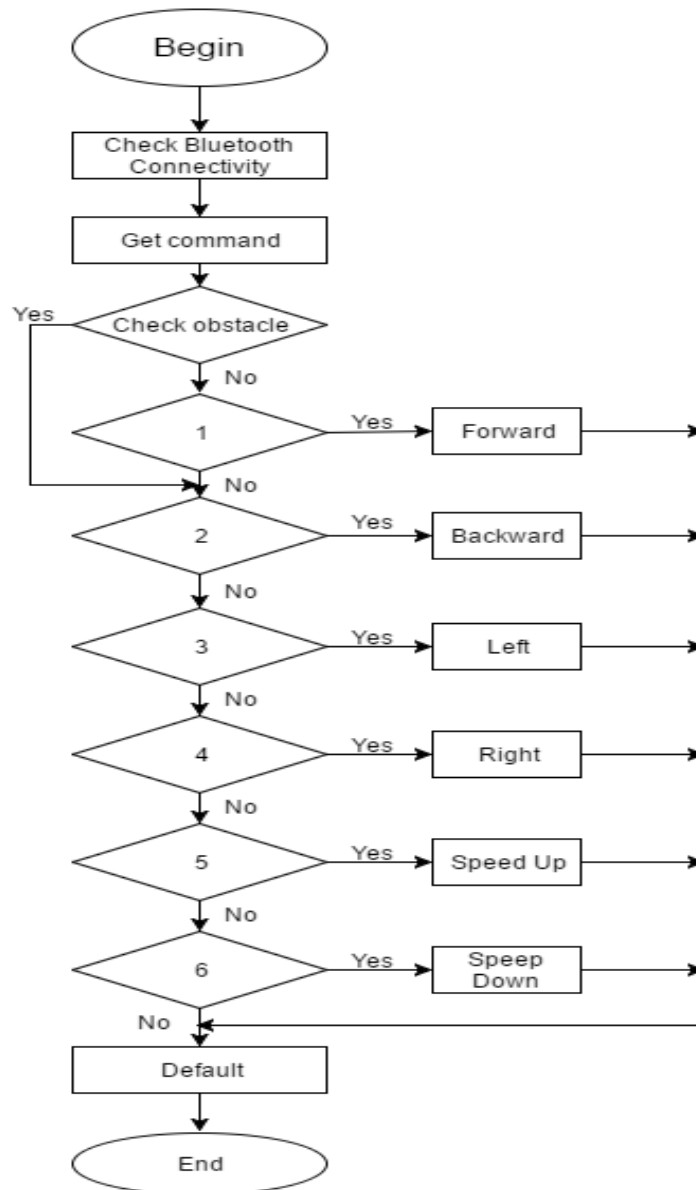 Begin
Check Bluetooth
Connectivity
Get command
Yes
Check obstacle
No
1
Yes
Forward
No
2
Yes
Backward
No
3
Yes
Left
No
4
Yes
Right
No
5
Yes
Speed Up
No
6
Yes
Speep
Down
No
Default
End